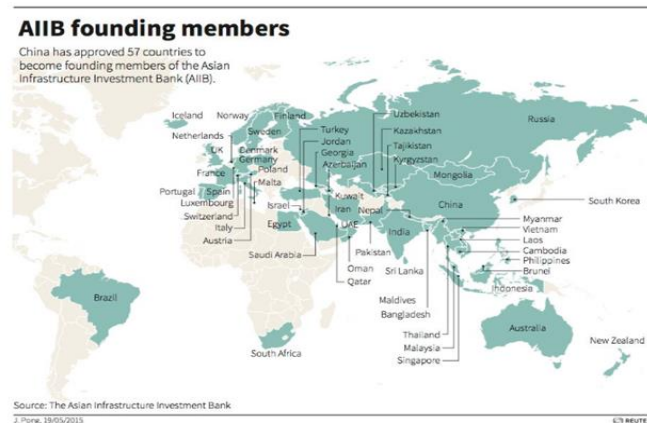 AIIB founding members
China has approved 57 countries to
become founding members of the Asian
Infrastructure Investment Bank (AIIB).
Iceland
Norway
Finland
Netherlands
Sweden
UK
Denmark
Germany
France
Poland
Malta
Portugal
Spain
Luxembourg
Switzerland
Italy
Austria
Turkey
Jordan
Georgia
Azerbaijan
Uzbekistan
Kazakhstan
Tajikistan
Kyrgyzstan
Russia
Mongolia
China
South Korea
Kuwait
Iran
Nepal
Israel
Egypt
UAE
India
Saudi Arabia
Pakistan
Oman
Qatar
Sri Lanka
Maldives
Bangladesh
Myanmar
Vietnam
Laos
Cambodia
Philippines
Brunei
Indonesia
Thailand
Malaysia
Singapore
Australia
New Zealand
Brazil
South Africa
Source: The Asian Infrastructure Investment Bank
J. Pong, 19/05/2015